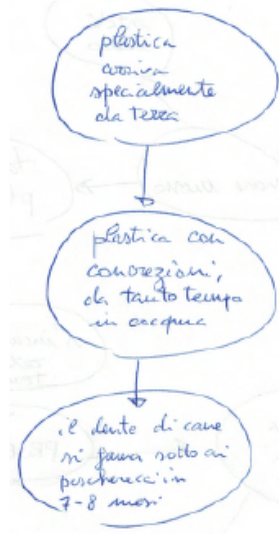 plastica
arriva
specialmente
da terra
plastica con
concrezioni,
da tanto tempo
in acqua
il dente di cane
si forma sotto ai
pescherecci in
7-8 mesi